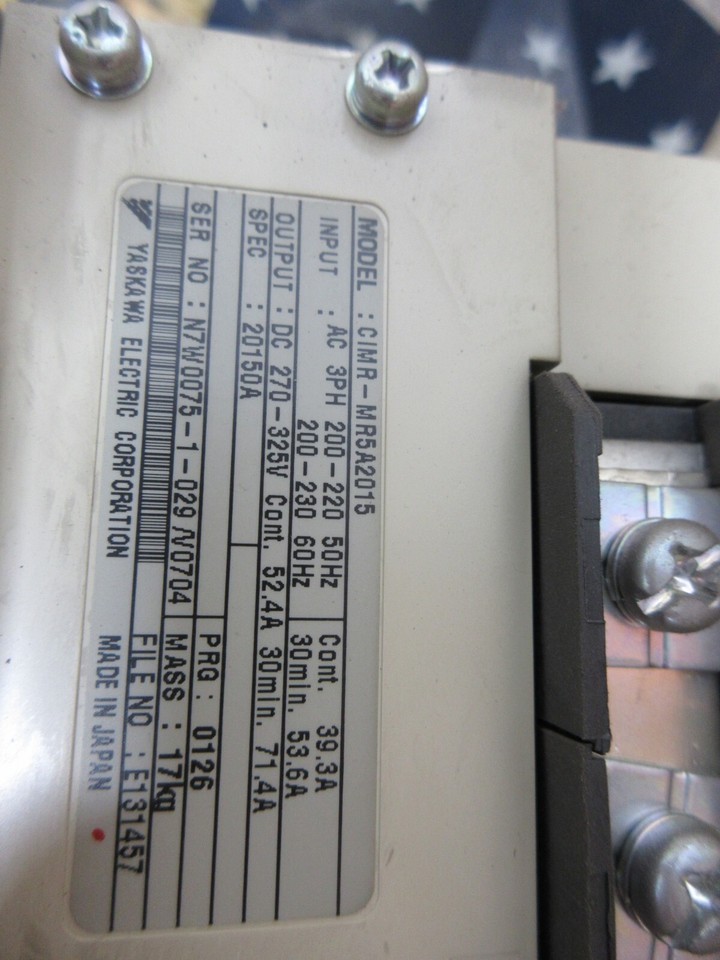 MODEL : CIMR-MR5A2015
INPUT : AC 3PH 200-220 50Hz Cont. 39.3A
200-230 60Hz 30min. 53.6A
OUTPUT : DC 270-325V Cont. 52.4A 30min. 71.4A
SPEC : 20150A
SER NO : N7W0075-1-029 /V0704 PRG : 0126
MASS : 17kg
FILE NO : E131457
YASKAWA ELECTRIC CORPORATION MADE IN JAPAN